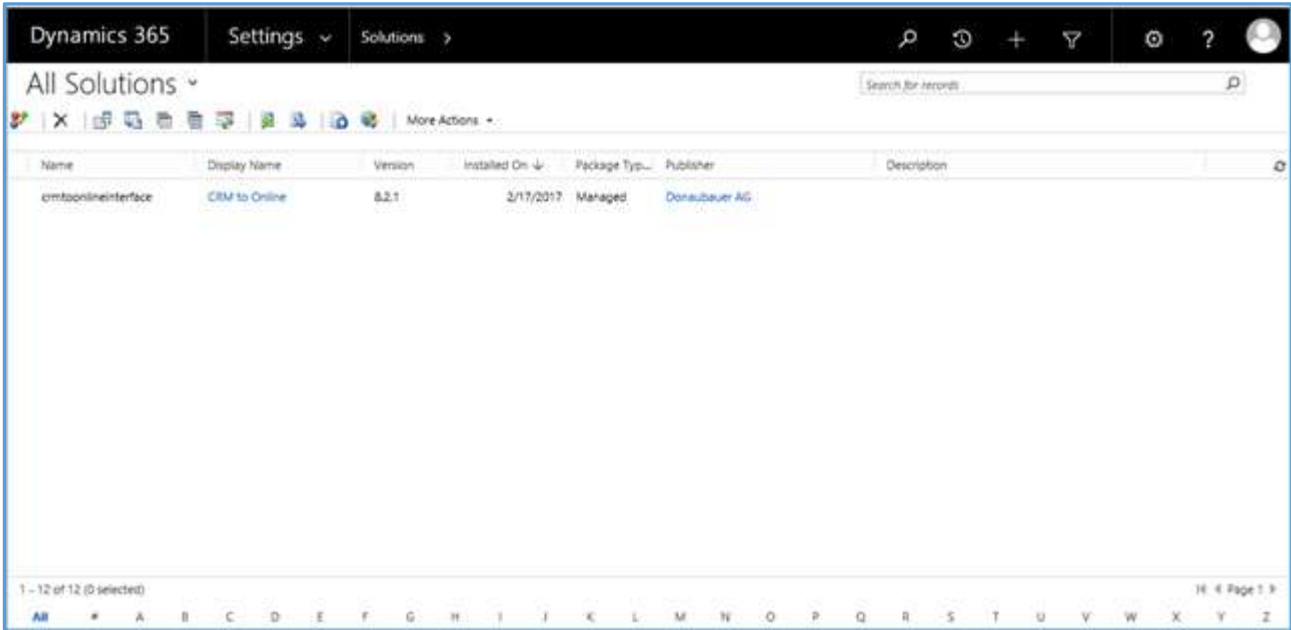 Dynamics 365 Settings Solutions
All Solutions
Search for records
More Actions
Name Display Name Version Installed On ↓ Package Typ... Publisher Description
crmtoonlineinterface CRM to Online 8.2.1 2/17/2017 Managed Donaubauer AG
1 - 12 of 12 (0 selected) Page 1
All # A B C D E F G H I J K L M N O P Q R S T U V W X Y Z